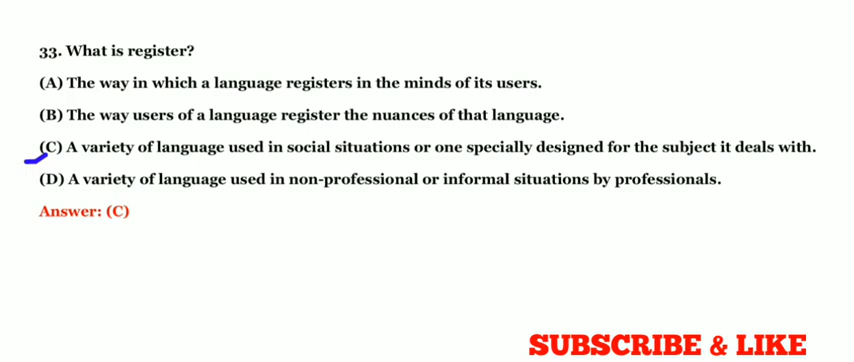 33. What is register?
(A) The way in which a language registers in the minds of its users.
(B) The way users of a language register the nuances of that language.
(C) A variety of language used in social situations or one specially designed for the subject it deals with.
(D) A variety of language used in non-professional or informal situations by professionals.
Answer: (C)
SUBSCRIBE & LIKE